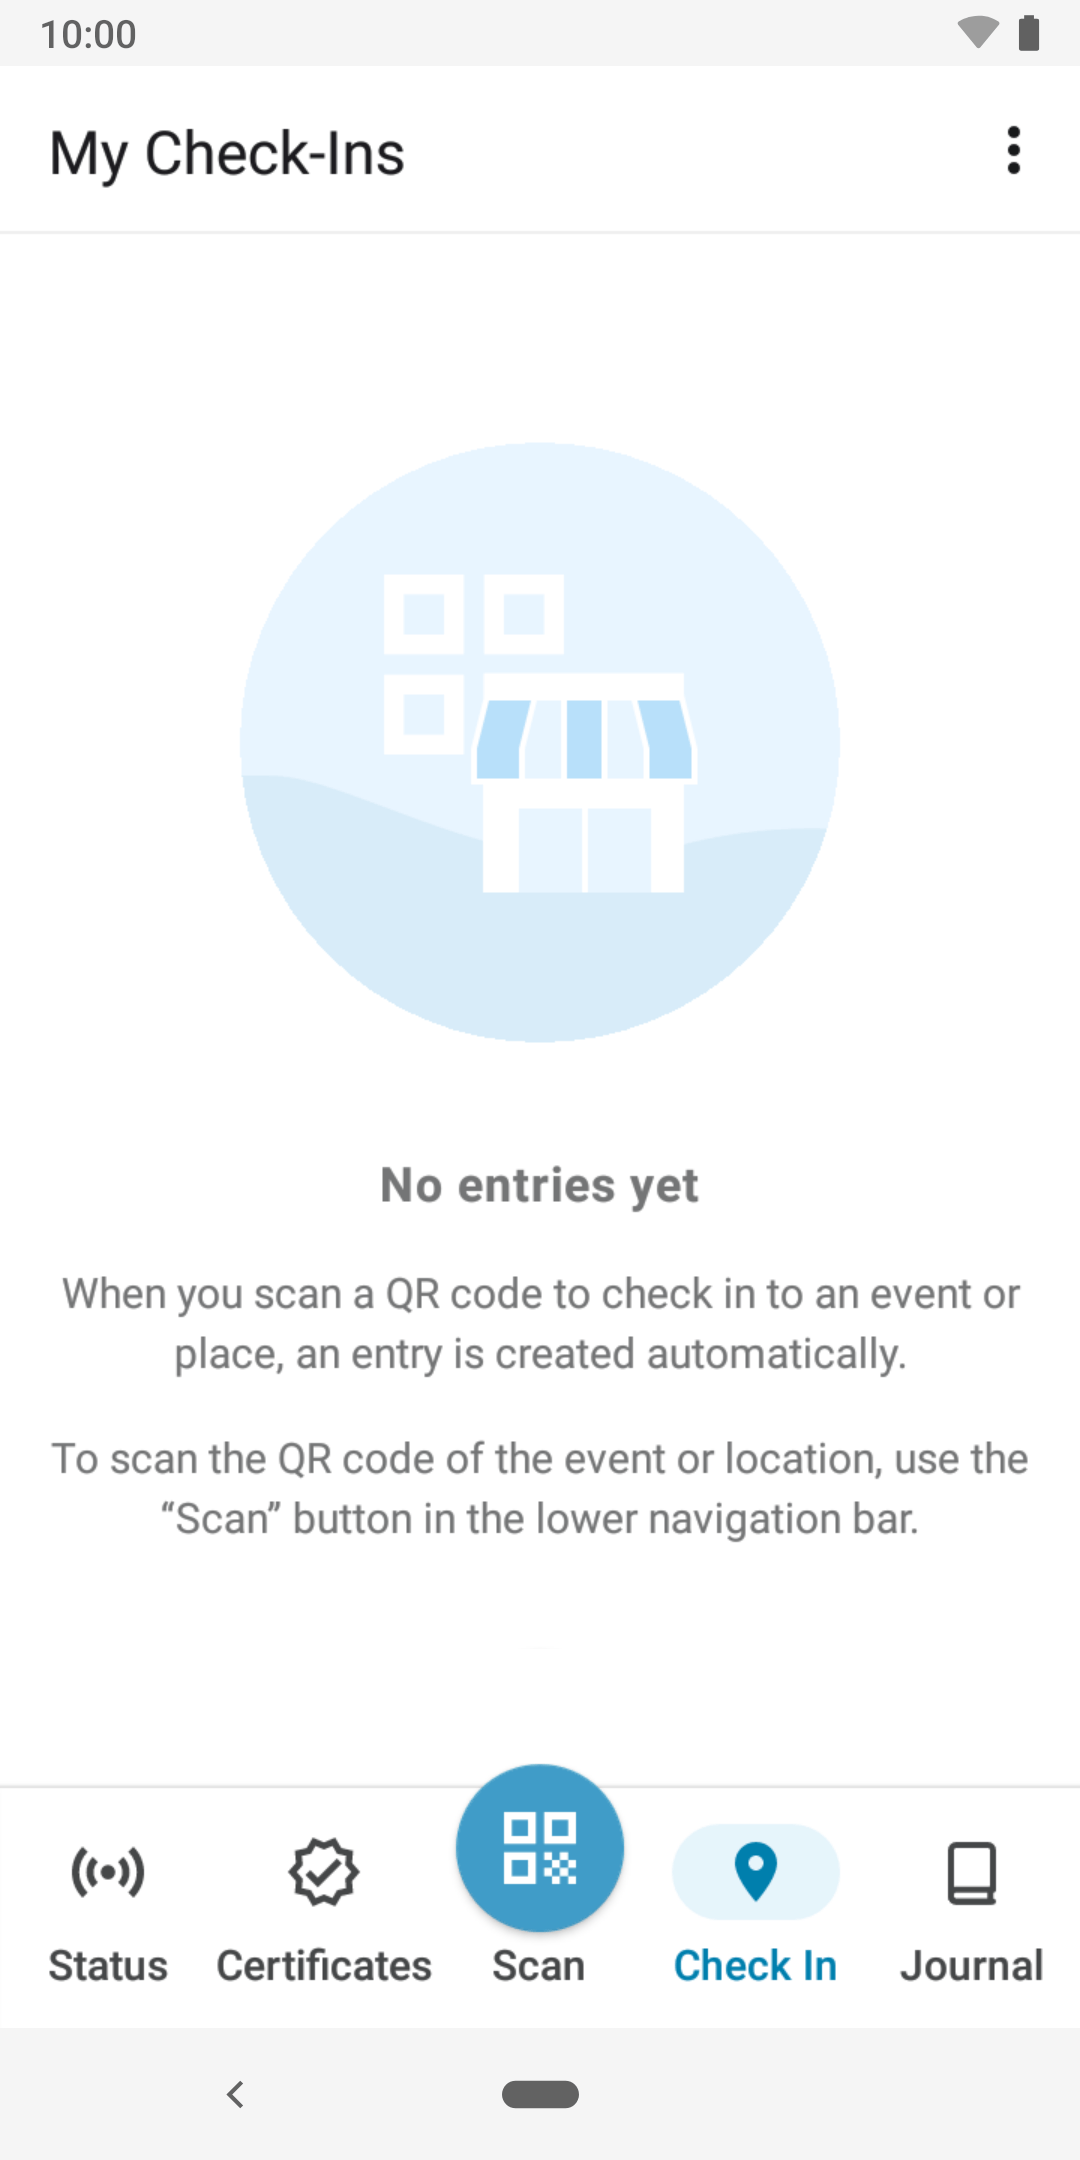 10:00
My Check-Ins
No entries yet
When you scan a QR code to check in to an event or
place, an entry is created automatically.
To scan the QR code of the event or location, use the
“Scan” button in the lower navigation bar.
Status
Certificates
Scan
Check In
Journal